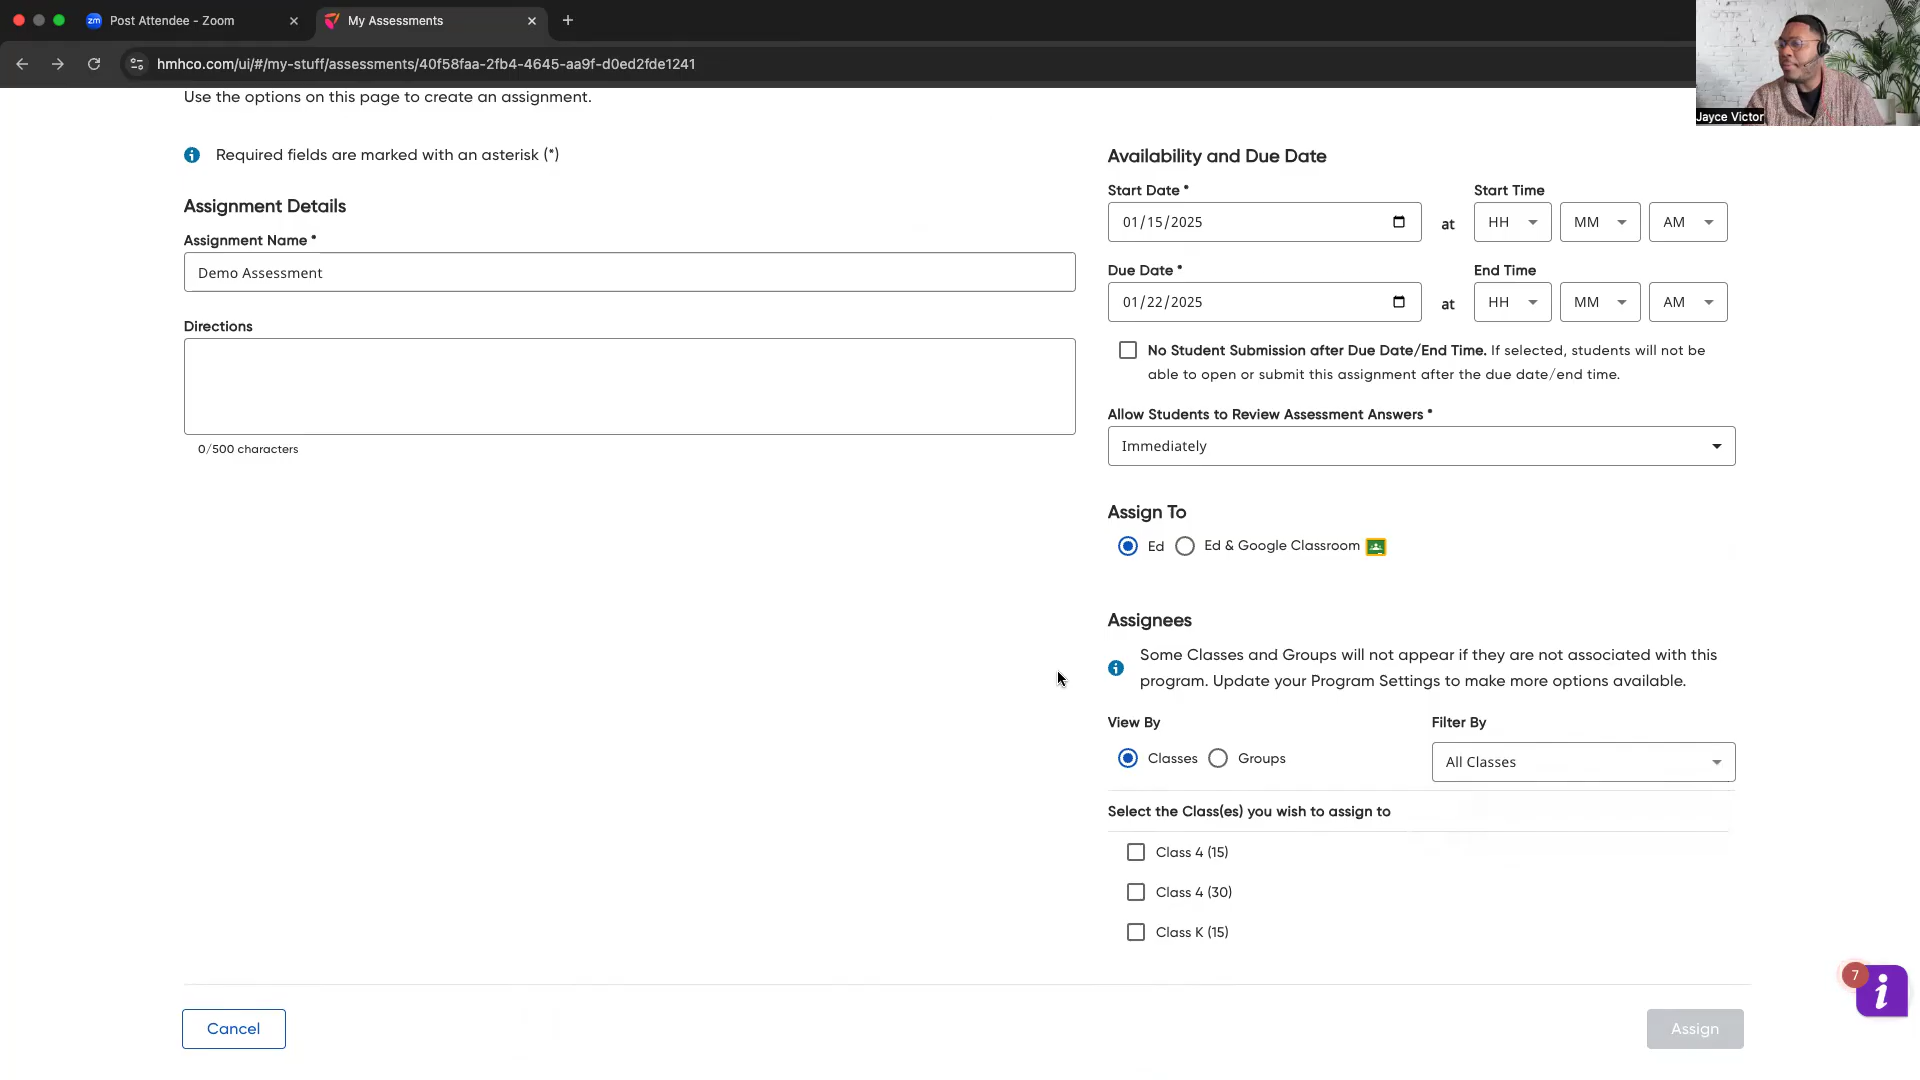 zm Post Attendee - Zoom
My Assessments
hmhco.com/ui/#/my-stuff/assessments/40f58faa-2fb4-4645-aa9f-d0ed2fde1241
Jayce Victor
Use the options on this page to create an assignment.
Required fields are marked with an asterisk (*)
Assignment Details
Assignment Name *
Demo Assessment
Directions
0/500 characters
Availability and Due Date
Start Date *
Start Time
01/15/2025
at
HH
MM
AM
Due Date *
End Time
01/22/2025
at
HH
MM
AM
No Student Submission after Due Date/End Time. If selected, students will not be
able to open or submit this assignment after the due date/end time.
Allow Students to Review Assessment Answers *
Immediately
Assign To
Ed
Ed & Google Classroom
Assignees
Some Classes and Groups will not appear if they are not associated with this
program. Update your Program Settings to make more options available.
View By
Filter By
Classes
Groups
All Classes
Select the Class(es) you wish to assign to
Class 4 (15)
Class 4 (30)
Class K (15)
7
i
Cancel
Assign